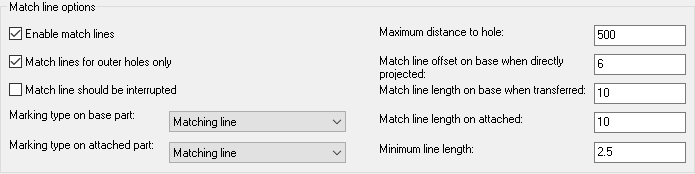 Match line options
Enable match lines
Match lines for outer holes only
Match line should be interrupted
Marking type on base part: Matching line
Marking type on attached part: Matching line
Maximum distance to hole: 500
Match line offset on base when directly
projected: 6
Match line length on base when transferred: 10
Match line length on attached: 10
Minimum line length: 2.5